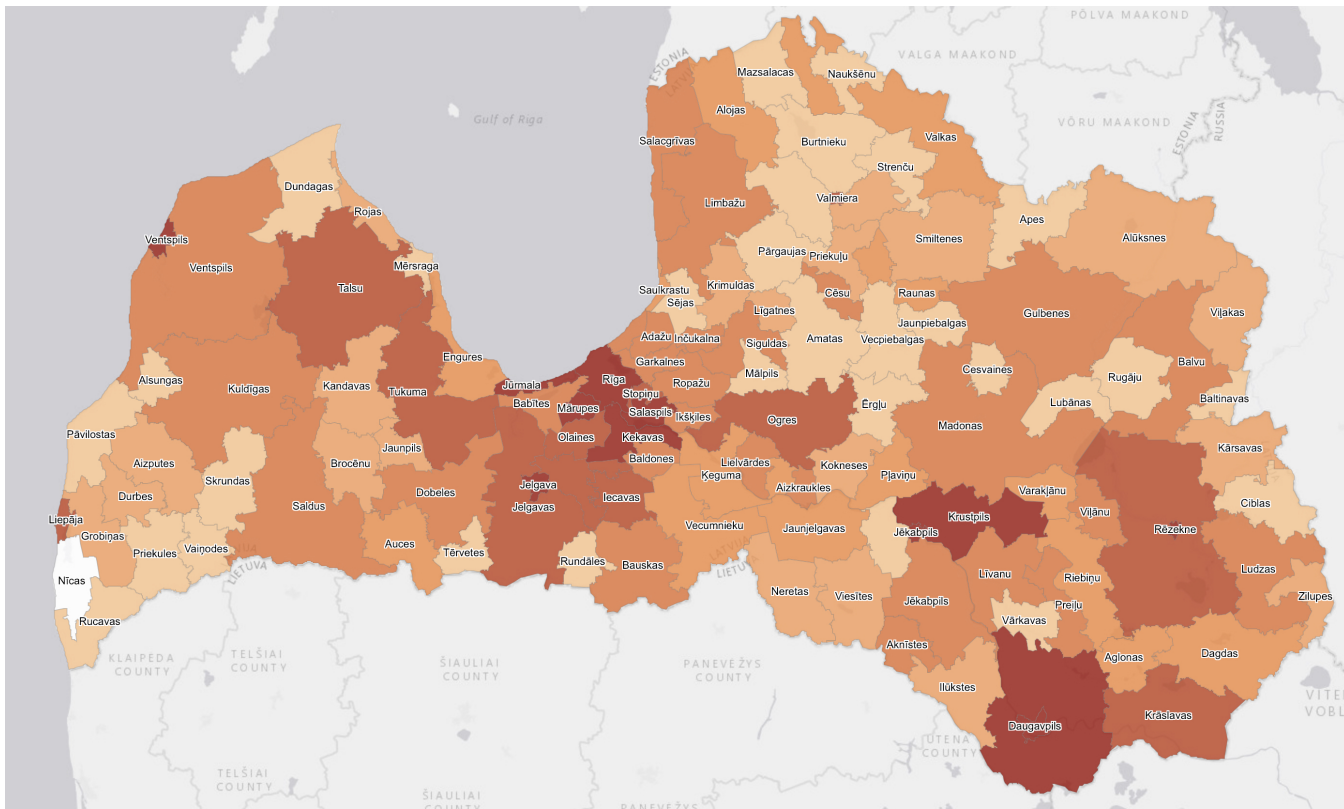 PÕLVA MAAKOND
VALGA MAAKOND
ESTONIA
LATVIA
Mazsalacas
Naukšēnu
Alojas
Gulf of Riga
VÕRU MAAKOND
ESTONIA
RUSSIA
Salacgrīvas
Burtnieku
Valkas
Strenču
Dundagas
Valmiera
Limbažu
Rojas
Apes
Ventspils
Smiltenes
Alūksnes
Pārgaujas
Priekuļu
Ventspils
Mērsraga
Talsu
Saulkrastu
Krimuldas
Cēsu
Raunas
Sējas
Līgatnes
Gulbenes
Viļakas
Jaunpiebalgas
Adažu
Inčukalna
Siguldas
Amatas
Vecpiebalgas
Engures
Garkalnes
Balvu
Alsungas
Kuldīgas
Kandavas
Tukuma
Jūrmala
Rīga
Ropažu
Mālpils
Cesvaines
Rugāju
Stopiņu
Babītes
Mārupes
Salaspils
Ikšķiles
Ogres
Ērgļu
Lubānas
Baltinavas
Pāvilostas
Olaines
Ķekavas
Madonas
Jaunpils
Kārsavas
Aizputes
Brocēnu
Baldones
Lielvārdes
Kokneses
Skrundas
Ķeguma
Pļaviņu
Jelgava
Aizkraukles
Varakļānu
Durbes
Dobeles
Iecavas
Ciblas
Saldus
Jelgavas
Viļānu
Liepāja
Krustpils
Vecumnieku
Jaunjelgavas
Jēkabpils
Rēzekne
Grobiņas
Auces
LATVIA
LIETUVA
Priekules
Vaiņodes
Tērvetes
Rundāles
Bauskas
LIETUVA
Līvanu
Riebiņu
Ludzas
Nīcas
Neretas
Viesītes
Jēkabpils
Preiļu
Zilupes
Rucavas
Vārkavas
Aknīstes
KLAIPEDA
COUNTY
TELŠIAI
COUNTY
ŠIAULIAI
COUNTY
PANEVĖŽYS
COUNTY
Aglonas
Dagdas
Ilūkstes
Krāslavas
Daugavpils
UTENA
COUNTY
TELŠIAI
COUNTY
ŠIAULIAI
COUNTY
PANEVĖŽYS